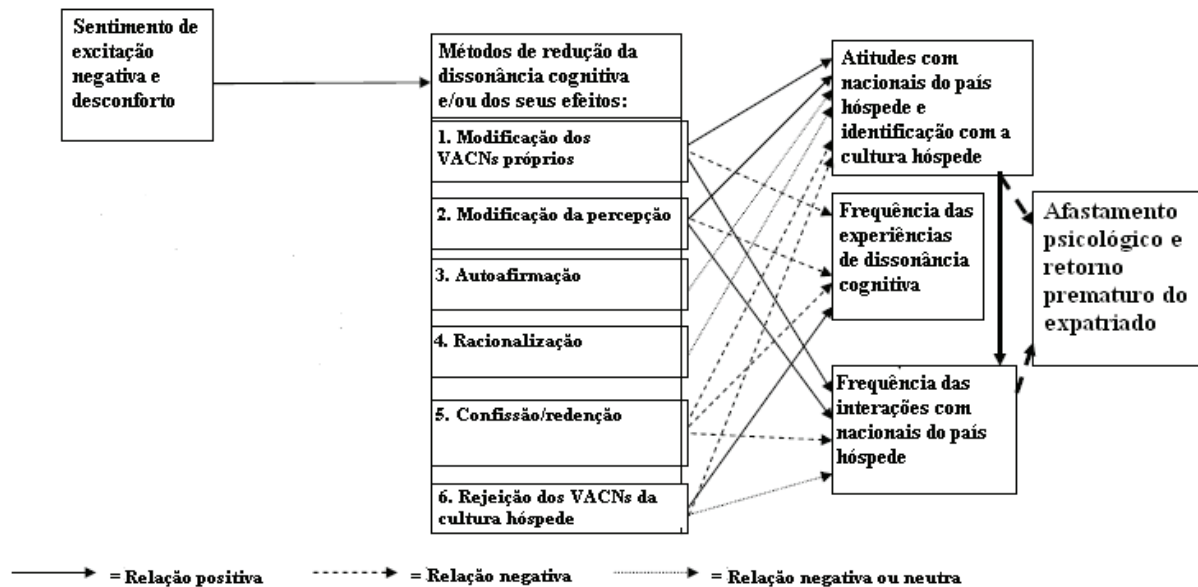 Sentimento de
excitação
negativa e
desconforto
Métodos de redução da
dissonância cognitiva
e/ou dos seus efeitos:
1. Modificação dos
VACNs próprios
2. Modificação da percepção
3. Autoafirmação
4. Racionalização
5. Confissão/redenção
6. Rejeição dos VACNs da
cultura hóspede
Atitudes com
nacionais do país
hóspede e
identificação com a
cultura hóspede
Frequência das
experiências
de dissonância
cognitiva
Frequência das
interações com
nacionais do país
hóspede
Afastamento
psicológico e
retorno
prematuro do
expatriado
= Relação positiva
= Relação negativa
= Relação negativa ou neutra